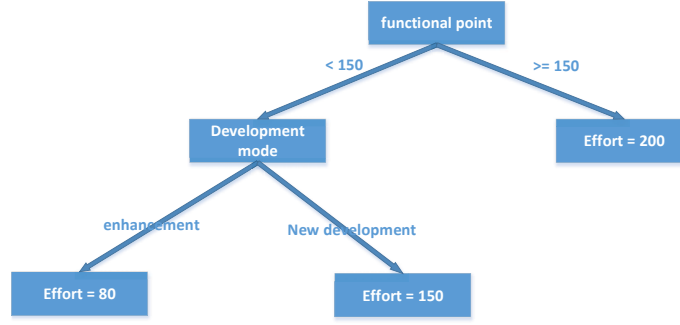 functional point
< 150
>= 150
Development
mode
Effort = 200
enhancement
New development
Effort = 80
Effort = 150